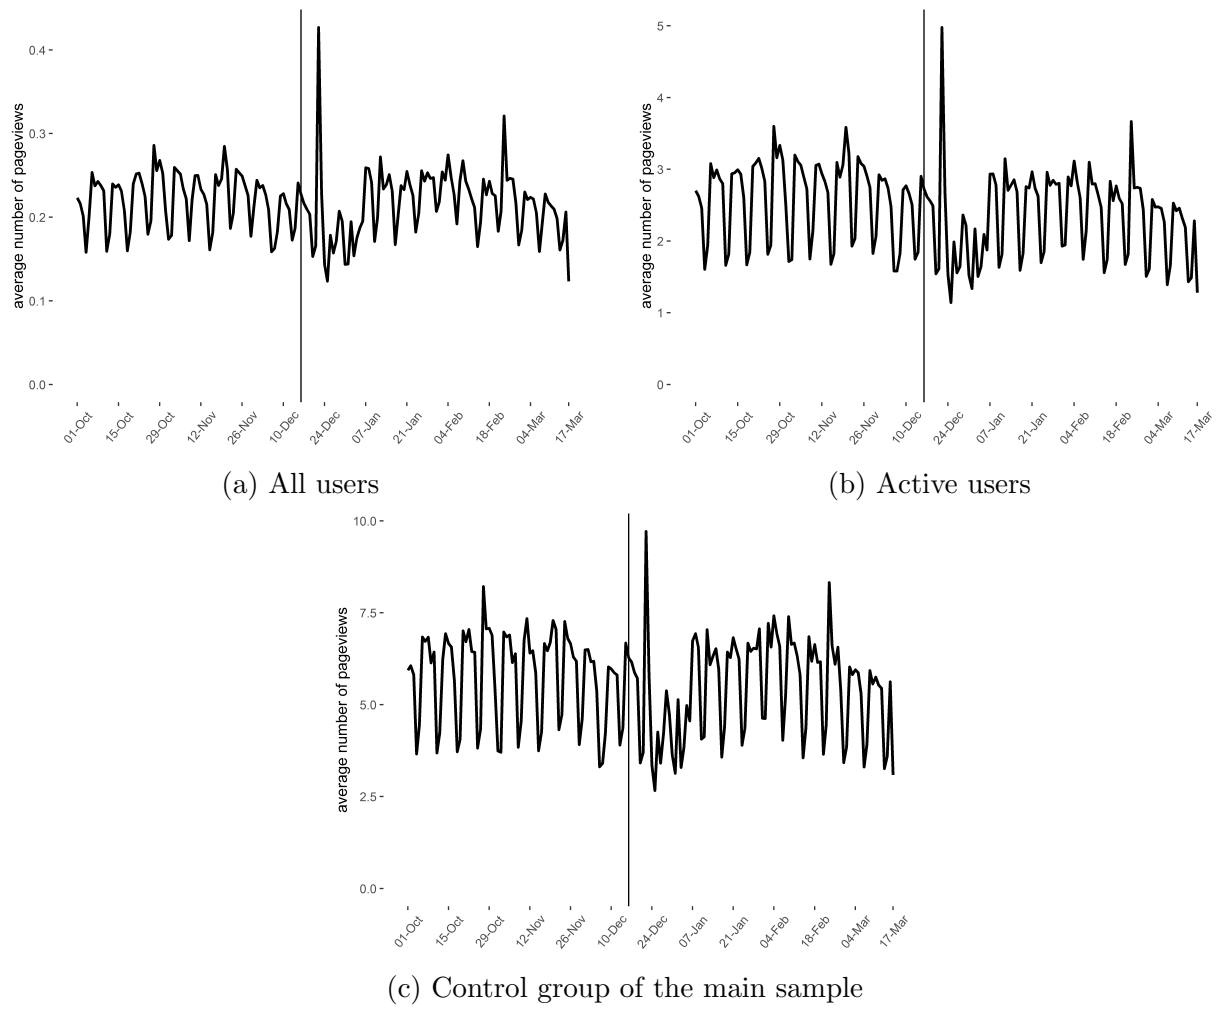 average number of pageviews
0.4
0.3
0.2
0.1
0.0
01-Oct 15-Oct 29-Oct 12-Nov 26-Nov 10-Dec 24-Dec 07-Jan 21-Jan 04-Feb 18-Feb 04-Mar 17-Mar
(a) All users
average number of pageviews
5
4
3
2
1
0
01-Oct 15-Oct 29-Oct 12-Nov 26-Nov 10-Dec 24-Dec 07-Jan 21-Jan 04-Feb 18-Feb 04-Mar 17-Mar
(b) Active users
average number of pageviews
10.0
7.5
5.0
2.5
0.0
01-Oct 15-Oct 29-Oct 12-Nov 26-Nov 10-Dec 24-Dec 07-Jan 21-Jan 04-Feb 18-Feb 04-Mar 17-Mar
(c) Control group of the main sample